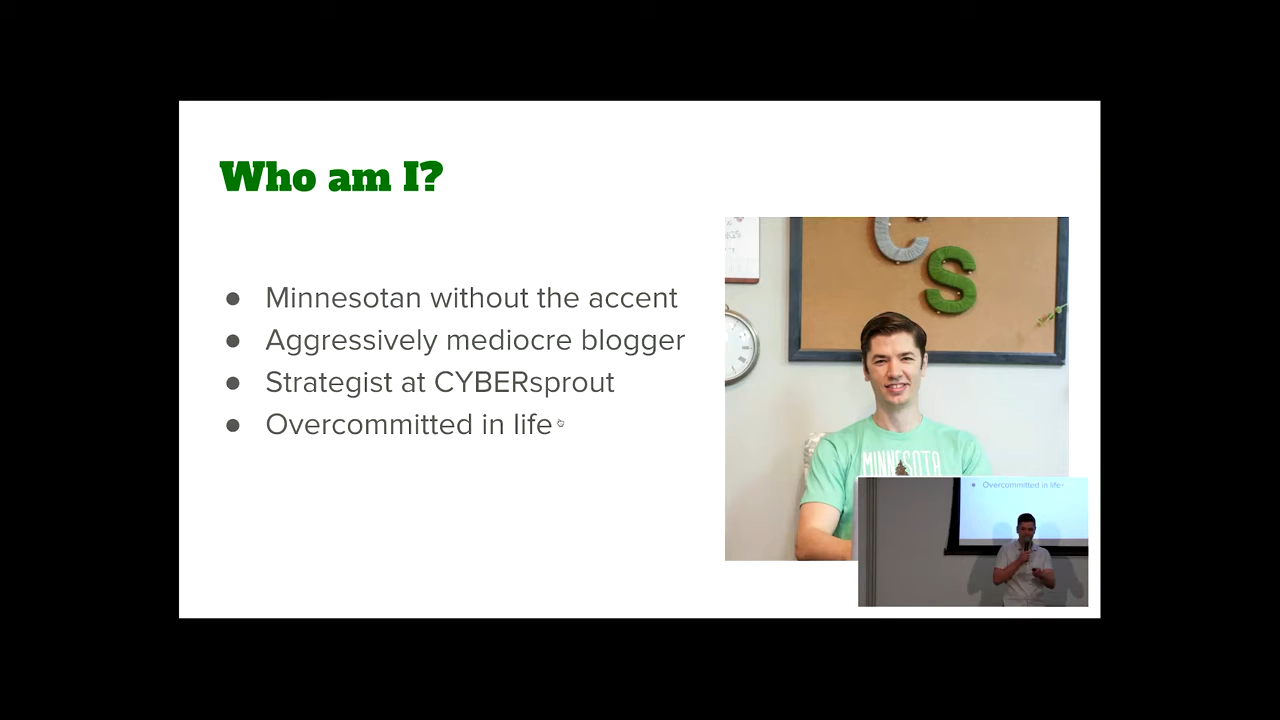 Who am I?
● Minnesotan without the accent
● Aggressively mediocre blogger
● Strategist at CYBERsprout
● Overcommitted in life
C
S
MINNESOTA
● Overcommitted in life